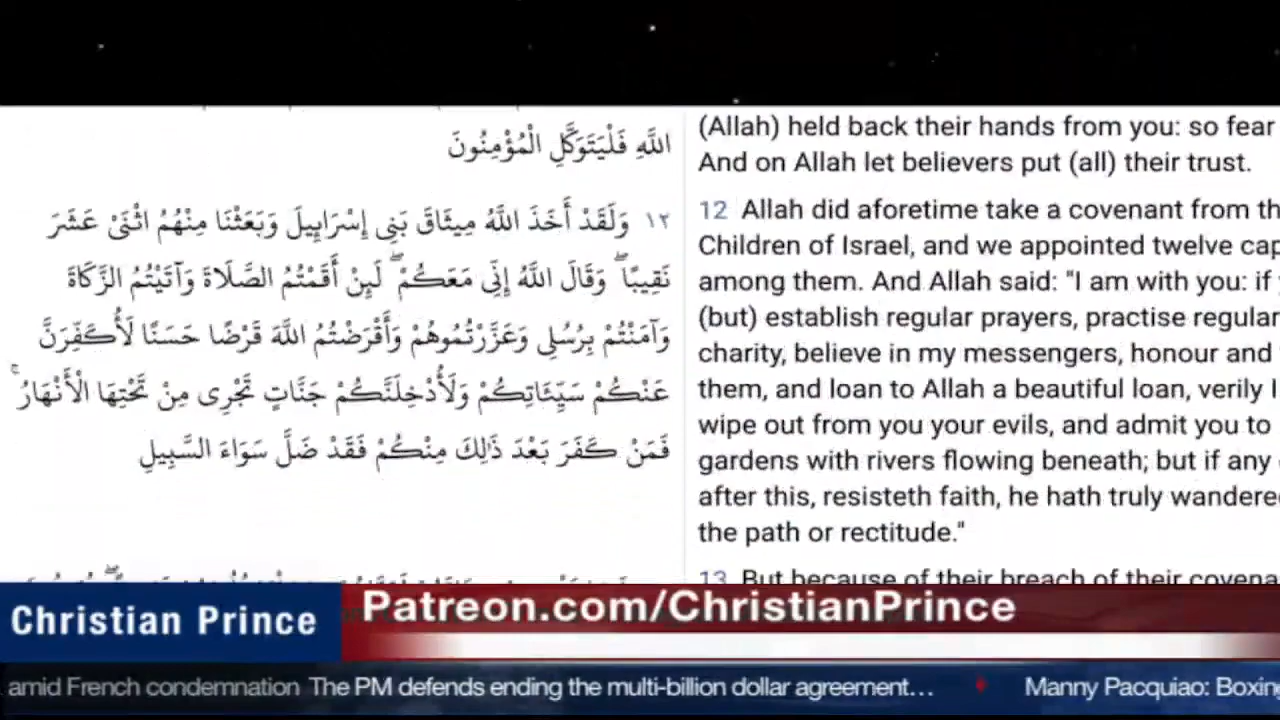 اللَّهِ فَلْيَتَوَكَّلِ الْمُؤْمِنُونَ
١٢ وَلَقَدْ أَخَذَ اللَّهُ مِيثَاقَ بَنِي إِسْرَايِيلَ وَبَعَثْنَا مِنْهُمُ اثْنَىْ عَشَرَ
نَقِيبًا ۖ وَقَالَ اللَّهُ إِنِّي مَعَكُمْ ۖ لَيِنْ أَقَمْتُمُ الصَّلَاةَ وَآتَيْتُمُ الزَّكَاةَ
وَآمَنْتُمْ بِرُسُلِي وَعَزَّرْتُمُوهُمْ وَأَقْرَضْتُمُ اللَّهَ قَرْضًا حَسَنًا لَأُكَفِّرَنَّ
عَنْكُمْ سَيِّئَاتِكُمْ وَلَأُدْخِلَنَّكُمْ جَنَّاتٍ تَجْرِي مِنْ تَحْتِهَا الْأَنْهَارُ ۚ
فَمَنْ كَفَرَ بَعْدَ ذَٰلِكَ مِنْكُمْ فَقَدْ ضَلَّ سَوَاءَ السَّبِيلِ
(Allah) held back their hands from you: so fear
And on Allah let believers put (all) their trust.
12 Allah did aforetime take a covenant from th
Children of Israel, and we appointed twelve cap
among them. And Allah said: "I am with you: if
(but) establish regular prayers, practise regular
charity, believe in my messengers, honour and
them, and loan to Allah a beautiful loan, verily I
wipe out from you your evils, and admit you to
gardens with rivers flowing beneath; but if any
after this, resisteth faith, he hath truly wandere
the path or rectitude."
13 But because of their breach of their covena
Christian Prince
Patreon.com/ChristianPrince
amid French condemnation The PM defends ending the multi-billion dollar agreement... Manny Pacquiao: Boxing